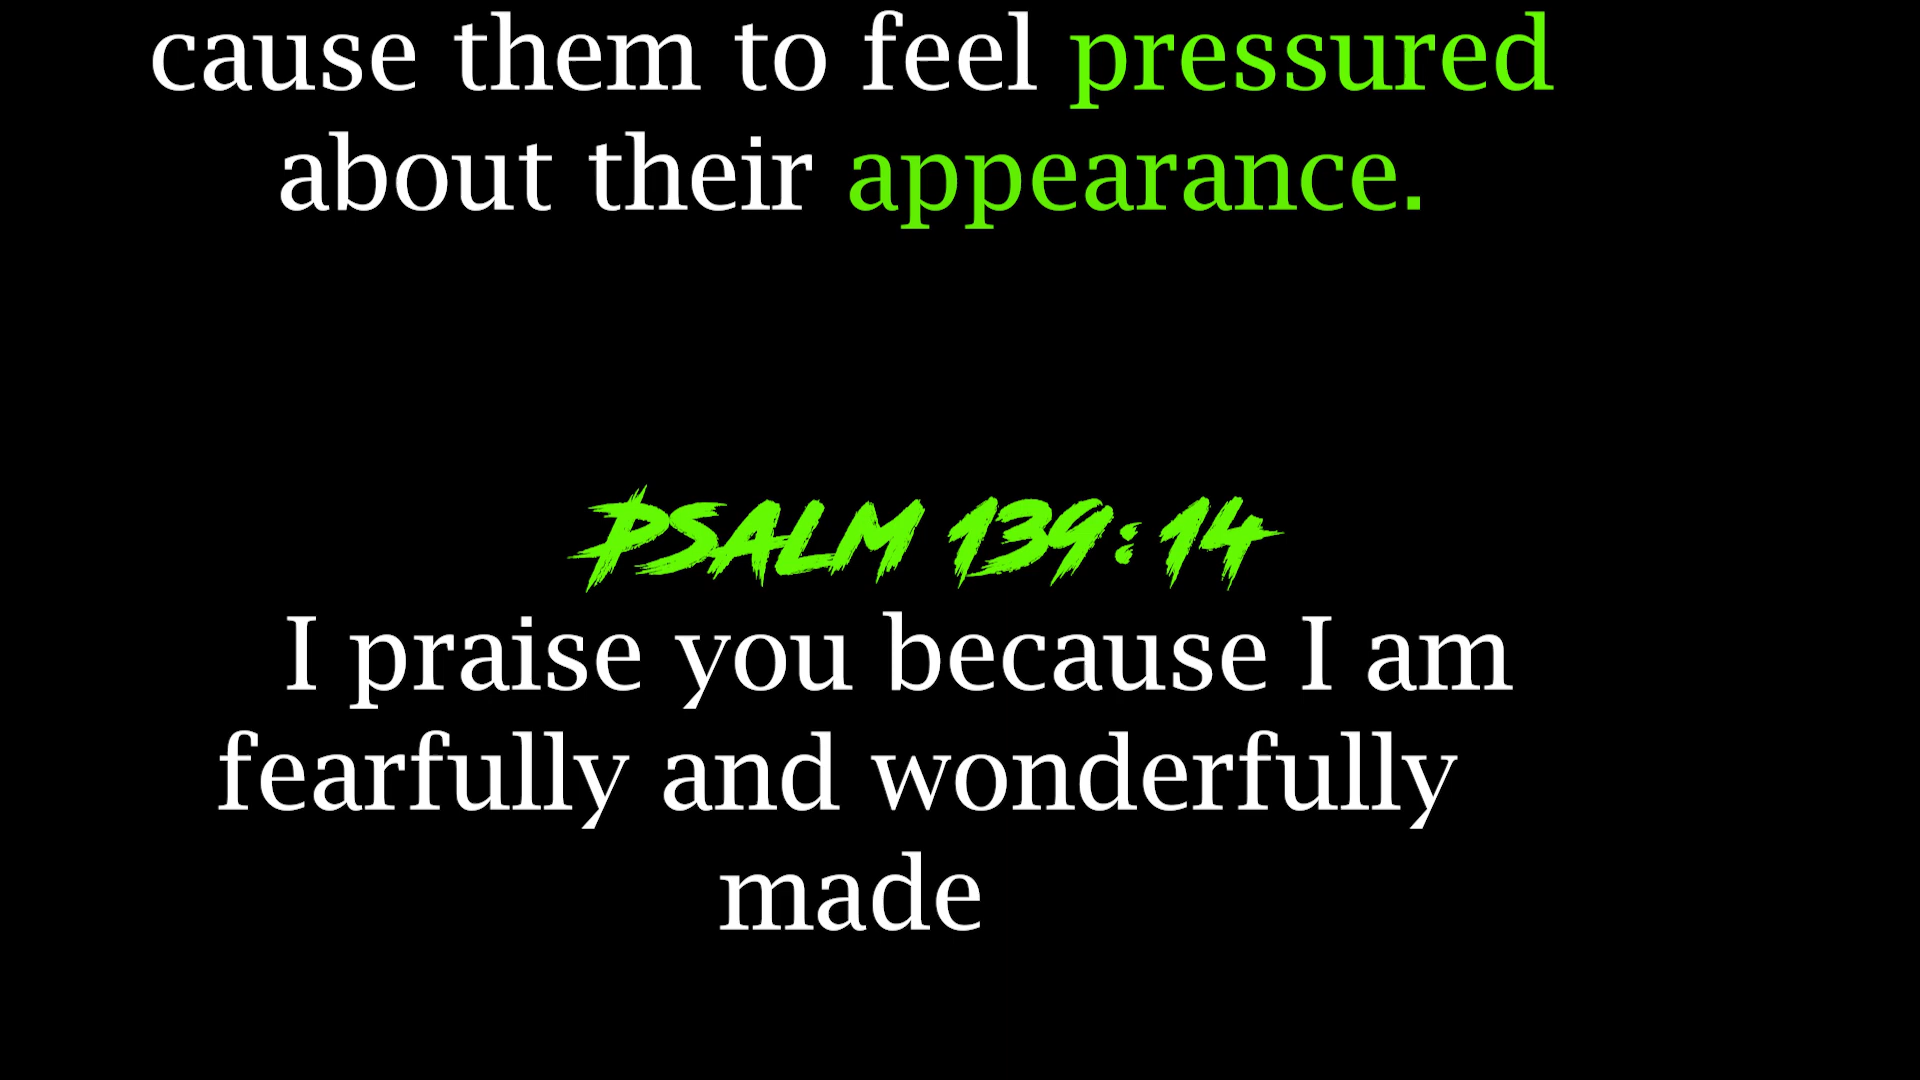 cause them to feel pressured
about their appearance.
PSALM 139:14
I praise you because I am
fearfully and wonderfully
made